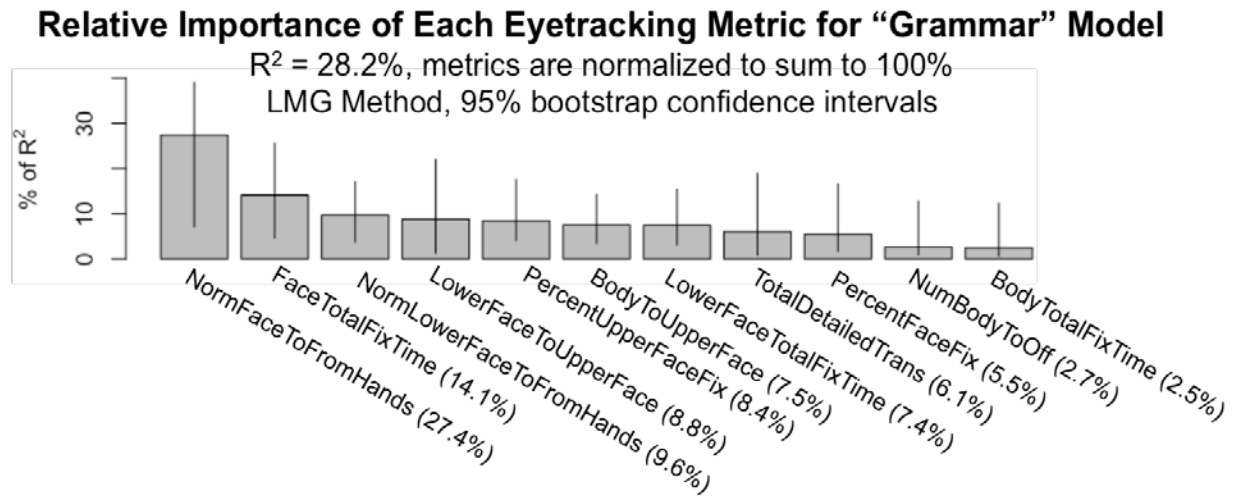 Relative Importance of Each Eyetracking Metric for “Grammar” Model
R² = 28.2%, metrics are normalized to sum to 100%
LMG Method, 95% bootstrap confidence intervals
% of R²
30
10
0
NormFaceToFromHands (27.4%)
FaceTotalFixTime (14.1%)
NormLowerFaceToFromHands (9.6%)
LowerFaceToUpperFace (8.8%)
PercentUpperFaceFix (8.4%)
BodyToUpperFace (7.5%)
LowerFaceTotalFixTime (7.4%)
TotalDetailedTrans (6.1%)
PercentFaceFix (5.5%)
NumBodyToOff (2.7%)
BodyTotalFixTime (2.5%)